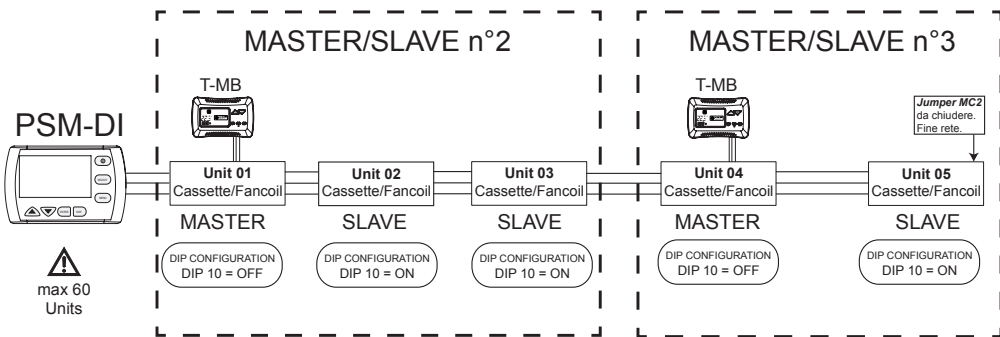 MASTER/SLAVE n°2
MASTER/SLAVE n°3
T-MB
T-MB
Jumper MC2
da chiudere.
Fine rete.
PSM-DI
Unit 01
Cassette/Fancoil
Unit 02
Cassette/Fancoil
Unit 03
Cassette/Fancoil
Unit 04
Cassette/Fancoil
Unit 05
Cassette/Fancoil
MASTER
SLAVE
SLAVE
MASTER
SLAVE
DIP CONFIGURATION
DIP 10 = OFF
DIP CONFIGURATION
DIP 10 = ON
DIP CONFIGURATION
DIP 10 = ON
DIP CONFIGURATION
DIP 10 = OFF
DIP CONFIGURATION
DIP 10 = ON
max 60
Units